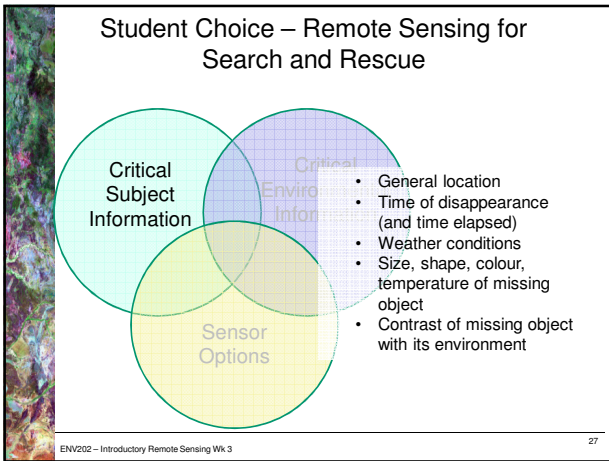 Student Choice – Remote Sensing for
Search and Rescue
Critical
Subject
Information
Critical
Environmental
Information
Sensor
Options
• General location
• Time of disappearance
(and time elapsed)
• Weather conditions
• Size, shape, colour,
temperature of missing
object
• Contrast of missing object
with its environment
ENV202 – Introductory Remote Sensing Wk 3
27